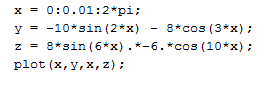 x = 0:0.01:2*pi;
y = -10*sin(2*x) - 8*cos(3*x);
z = 8*sin(6*x).*-6.*cos(10*x);
plot(x,y,x,z);